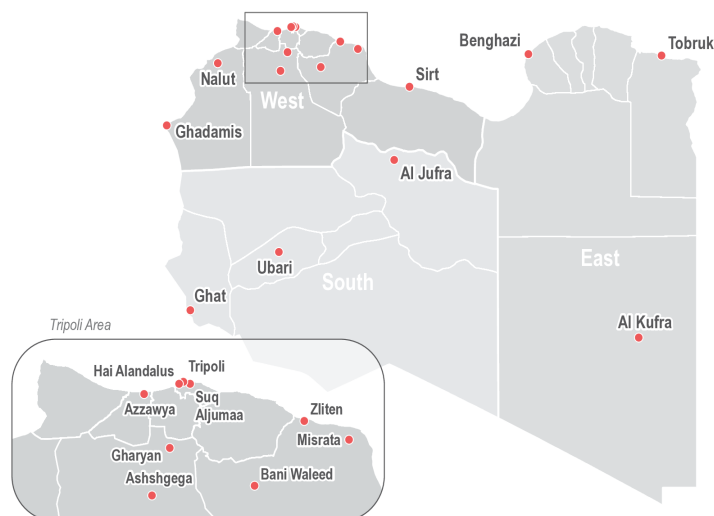 Benghazi
Tobruk
Nalut
West
Sirt
Ghadamis
Al Jufra
Ubari
East
South
Ghat
Al Kufra
Tripoli Area
Hai Alandalus
Tripoli
Azzawya
Suq
Aljumaa
Zliten
Misrata
Gharyan
Ashshgega
Bani Waleed